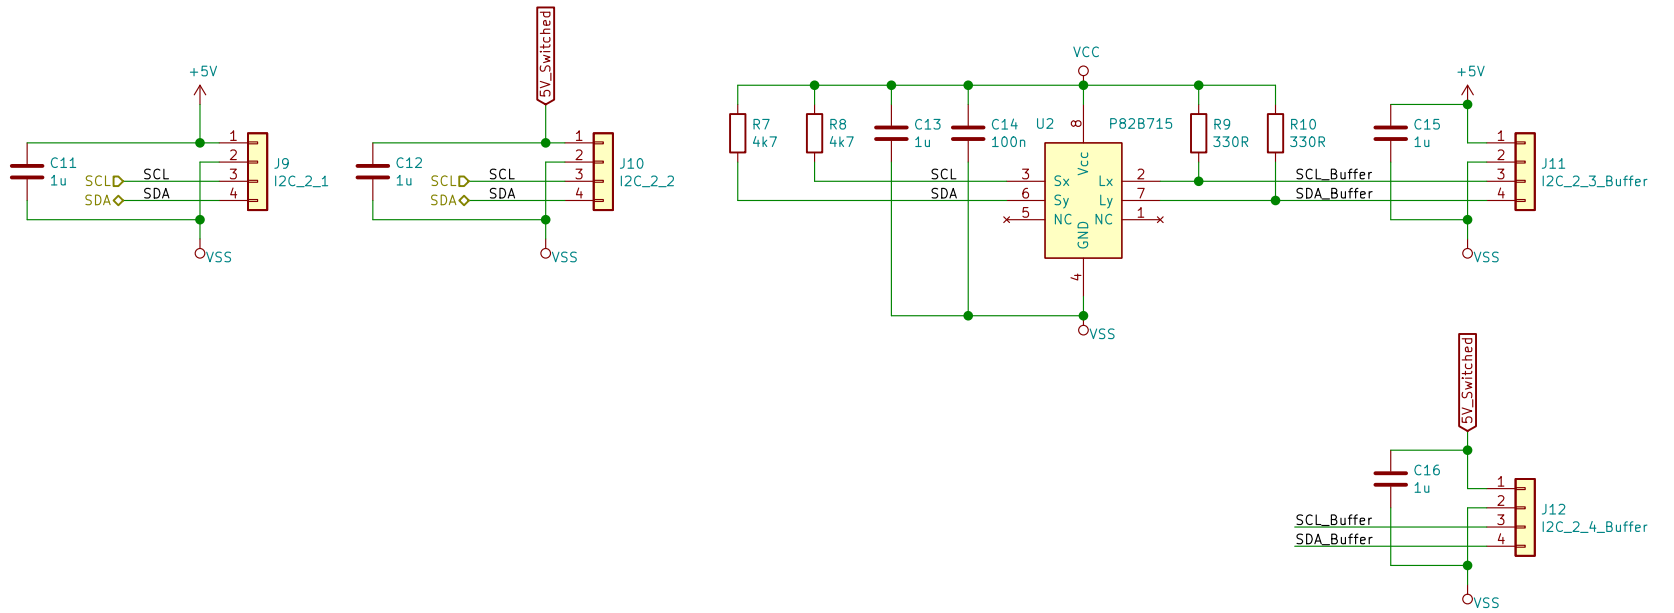 +5V
C11
1u
SCL
SDA
SCL
SDA
1
2
3
4
J9
I2C_2_1
VSS
5V_Switched
C12
1u
SCL
SDA
SCL
SDA
1
2
3
4
J10
I2C_2_2
VSS
VCC
R7
4k7
R8
4k7
C13
1u
C14
100n
U2
P82B715
R9
330R
R10
330R
8
Vcc
SCL
3
Sx
Lx
2
SDA
6
Sy
Ly
7
5
NC
NC
1
GND
4
VSS
+5V
C15
1u
SCL_Buffer
SDA_Buffer
1
2
3
4
J11
I2C_2_3_Buffer
VSS
5V_Switched
C16
1u
SCL_Buffer
SDA_Buffer
1
2
3
4
J12
I2C_2_4_Buffer
VSS